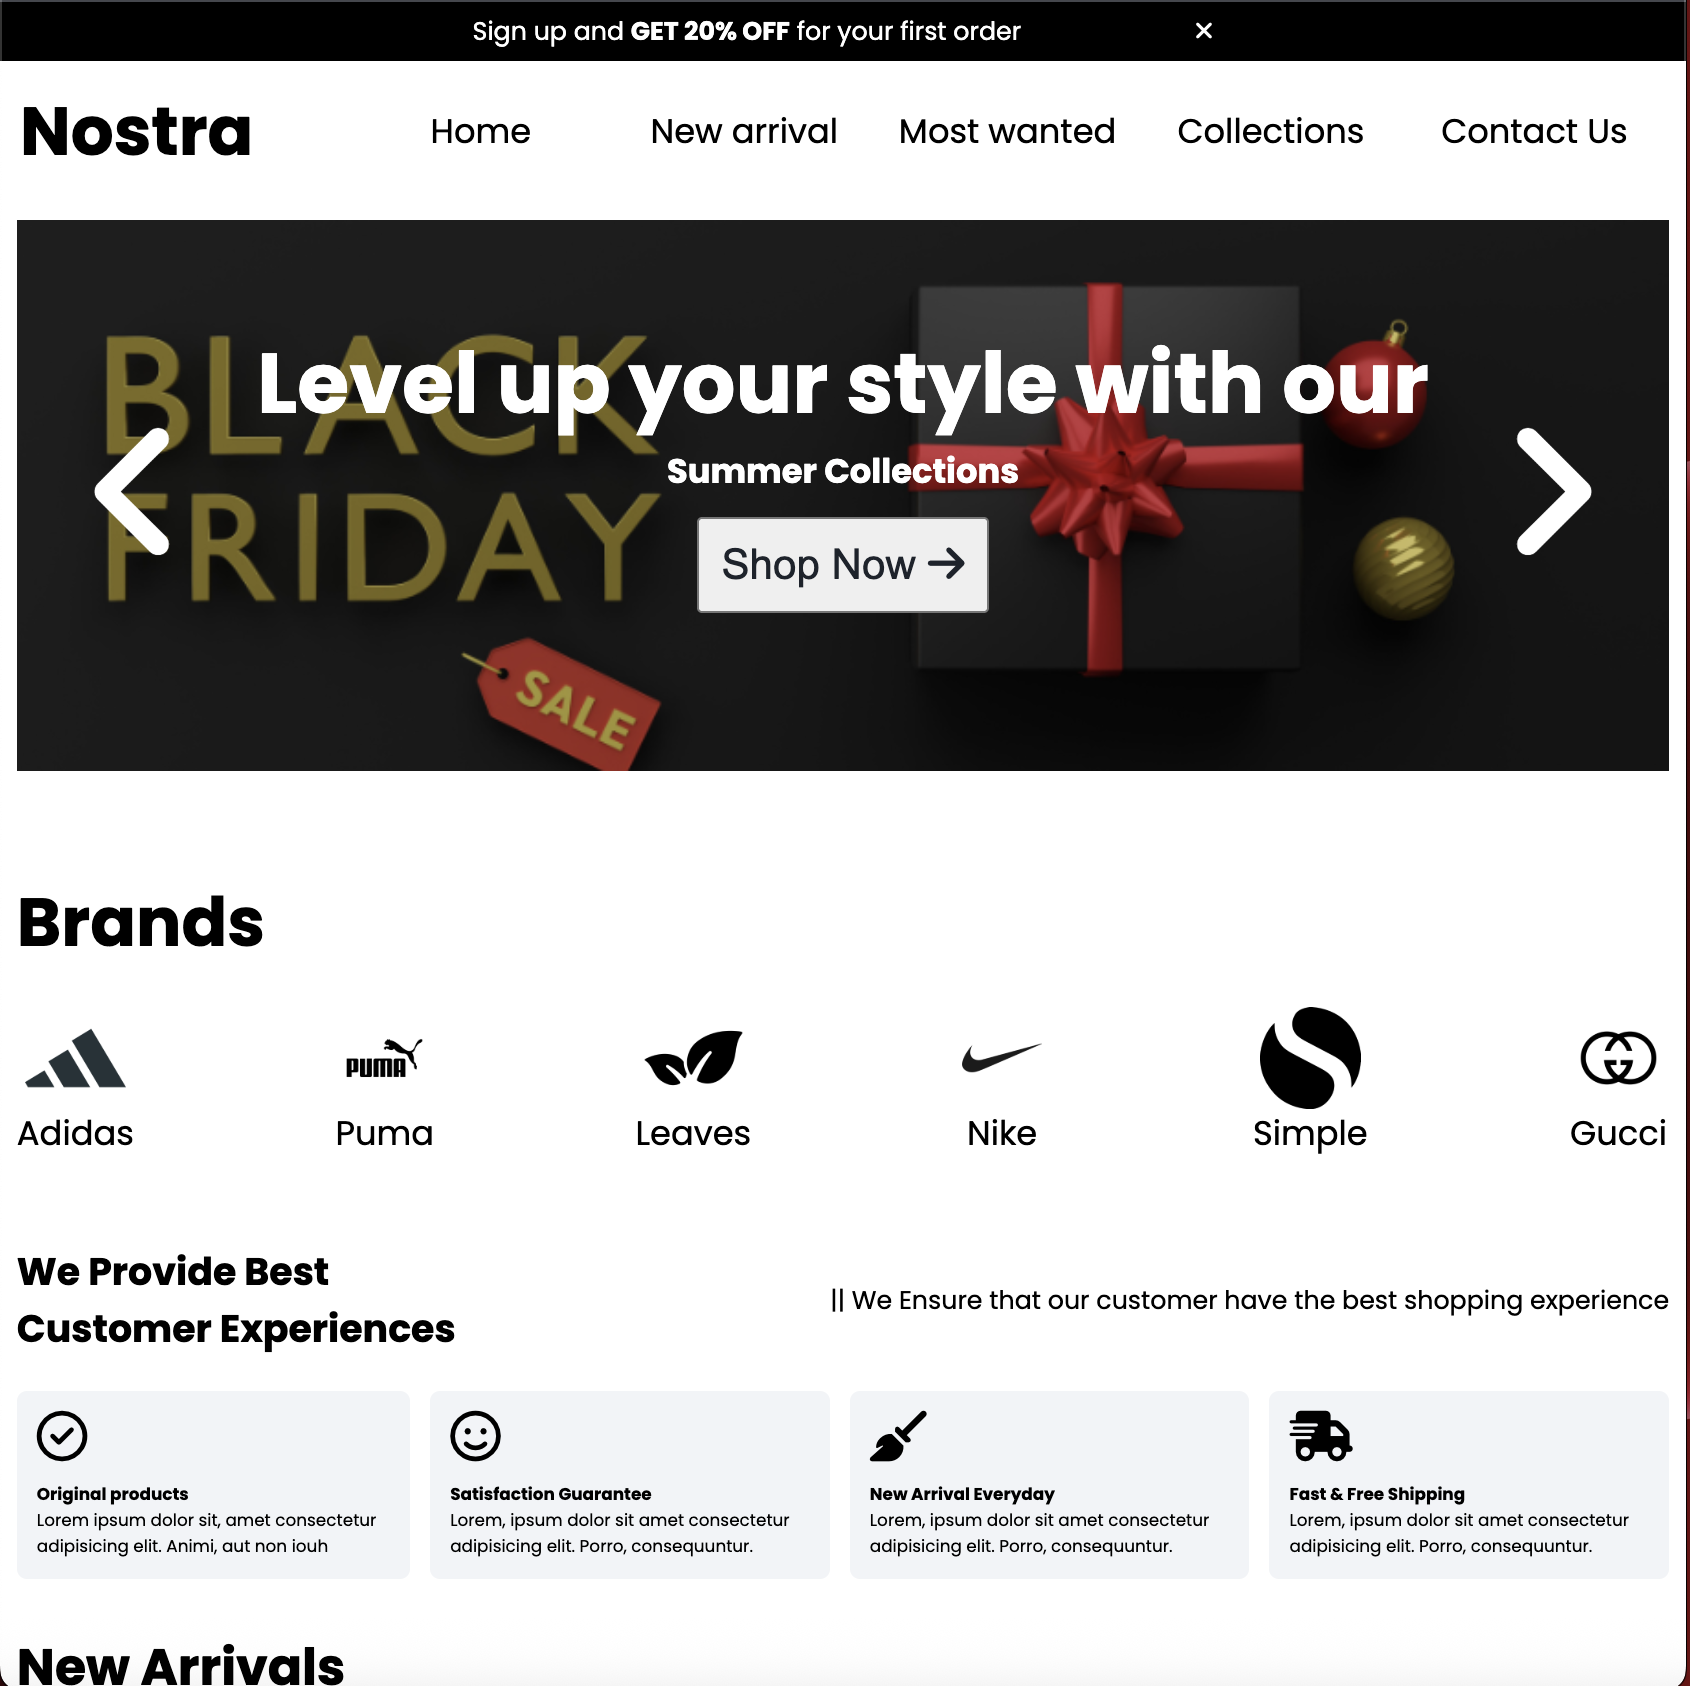 Sign up and GET 20% OFF for your first order
Nostra
Home
New arrival
Most wanted
Collections
Contact Us
BLACK
FRIDAY
SALE
Level up your style with our
Summer Collections
Shop Now
Brands
PUMA
Adidas
Puma
Leaves
Nike
Simple
Gucci
We Provide Best
Customer Experiences
|| We Ensure that our customer have the best shopping experience
Original products
Lorem ipsum dolor sit, amet consectetur
adipisicing elit. Animi, aut non iouh
Satisfaction Guarantee
Lorem, ipsum dolor sit amet consectetur
adipisicing elit. Porro, consequuntur.
New Arrival Everyday
Lorem, ipsum dolor sit amet consectetur
adipisicing elit. Porro, consequuntur.
Fast & Free Shipping
Lorem, ipsum dolor sit amet consectetur
adipisicing elit. Porro, consequuntur.
New Arrivals